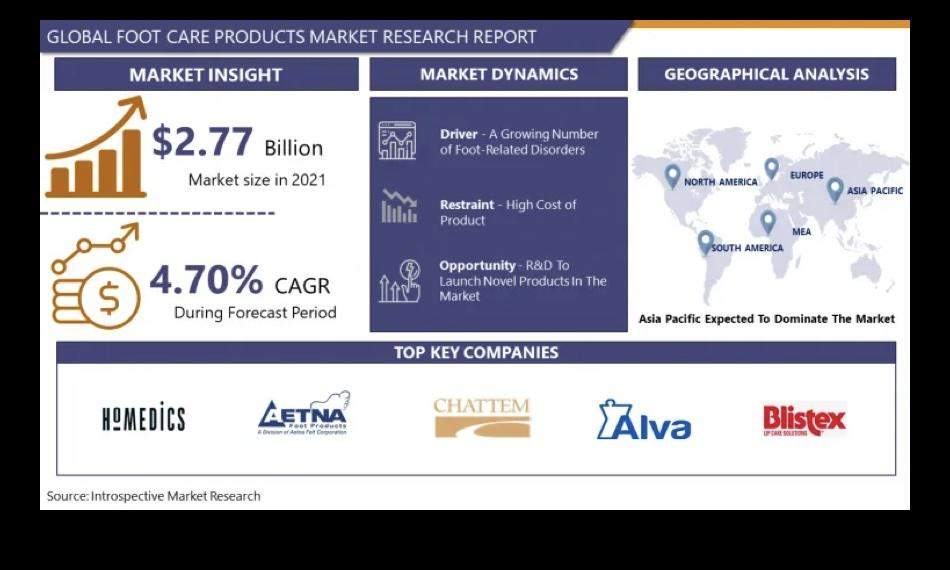 GLOBAL FOOT CARE PRODUCTS MARKET RESEARCH REPORT
MARKET INSIGHT
$2.77 Billion
Market size in 2021
4.70% CAGR
During Forecast Period
MARKET DYNAMICS
Driver - A Growing Number
of Foot-Related Disorders
Restraint - High Cost of
Product
Opportunity - R&D To
Launch Novel Products In The
Market
GEOGRAPHICAL ANALYSIS
NORTH AMERICA
EUROPE
ASIA PACIFIC
MEA
SOUTH AMERICA
Asia Pacific Expected To Dominate The Market
TOP KEY COMPANIES
HoMEDICS
AETNA
Foot Products
A Division of Aetna Felt Corporation
CHATTEM
Alva
Blistex
LIP CARE SOLUTIONS
Source: Introspective Market Research